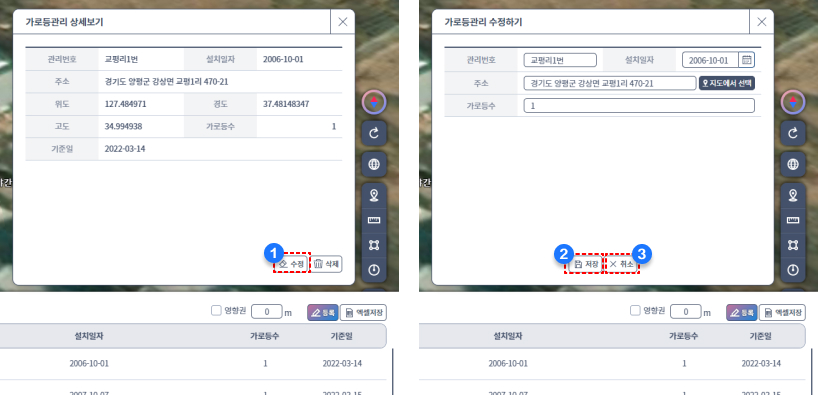 가로등관리 상세보기
관리번호 교평리1번 설치일자 2006-10-01
주소 경기도 양평군 강상면 교평1리 470-21
위도 127.484971 경도 37.48148347
고도 34.994938 가로등수 1
기준일 2022-03-14
1
수정 삭제
영향권 0 m 등록 엑셀저장
설치일자 가로등수 기준일
2006-10-01 1 2022-03-14
2007-10-07 1 2022-03-15
가로등관리 수정하기
관리번호 교평리1번 설치일자 2006-10-01
주소 경기도 양평군 강상면 교평1리 470-21 지도에서 선택
가로등수 1
2 3
저장 취소
영향권 0 m 등록 엑셀저장
설치일자 가로등수 기준일
2006-10-01 1 2022-03-14
2007-10-07 1 2022-03-15